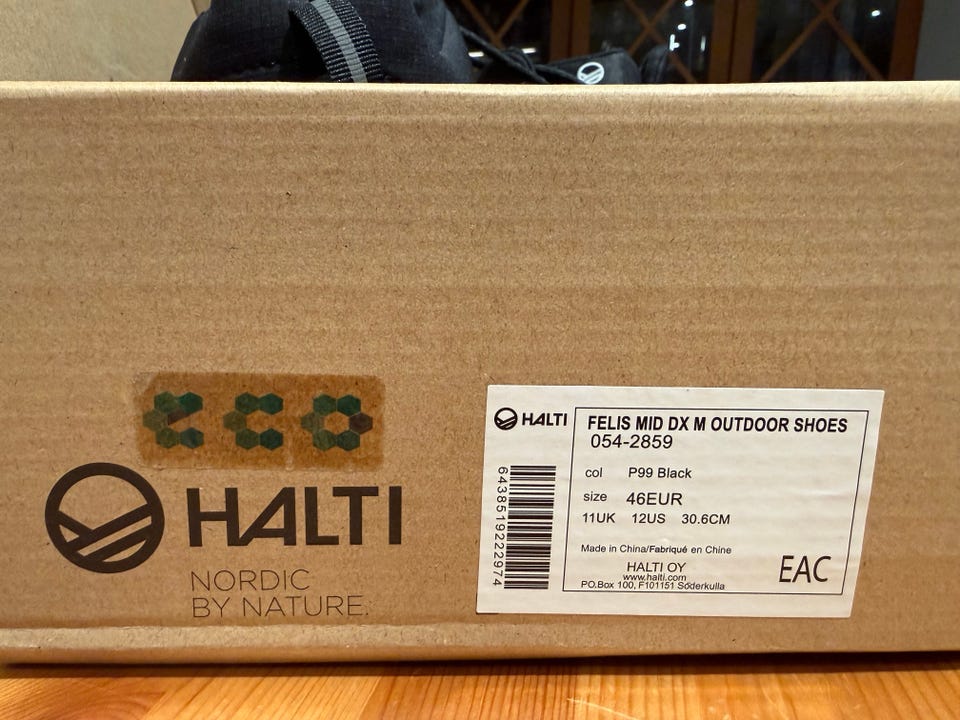 eco
HALTI
NORDIC
BY NATURE.
HALTI
FELIS MID DX M OUTDOOR SHOES
054-2859
col P99 Black
size 46EUR
11UK 12US 30.6CM
Made in China/Fabriqué en Chine
HALTI OY
www.halti.com
P.O.Box 100, F101151 Söderkulla
EAC
6438519222974